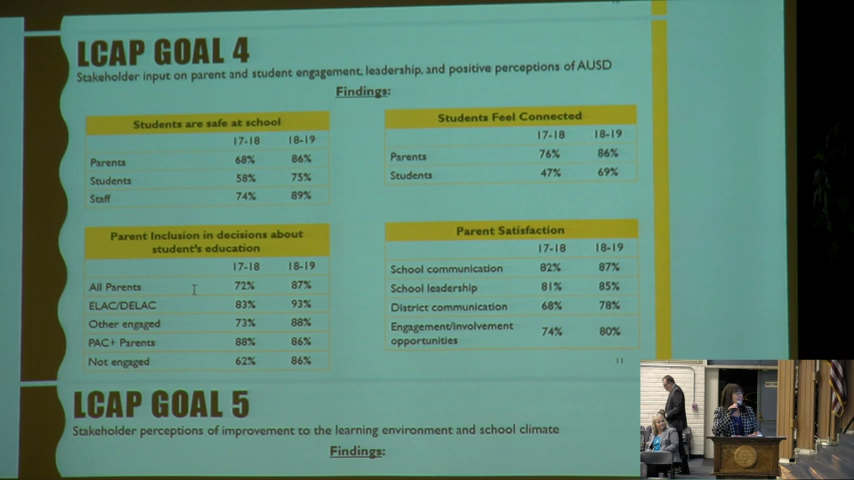 LCAP GOAL 4
Stakeholder input on parent and student engagement, leadership, and positive perceptions of AUSD
Findings:
Students are safe at school
17-18 18-19
Parents 68% 86%
Students 58% 75%
Staff 74% 89%
Students Feel Connected
17-18 18-19
Parents 76% 86%
Students 47% 69%
Parent Inclusion in decisions about
student's education
17-18 18-19
All Parents 72% 87%
ELAC/DELAC 83% 93%
Other engaged 73% 88%
PAC+ Parents 88% 86%
Not engaged 62% 86%
Parent Satisfaction
17-18 18-19
School communication 82% 87%
School leadership 81% 85%
District communication 68% 78%
Engagement/involvement
opportunities 74% 80%
11
LCAP GOAL 5
Stakeholder perceptions of improvement to the learning environment and school climate
Findings: